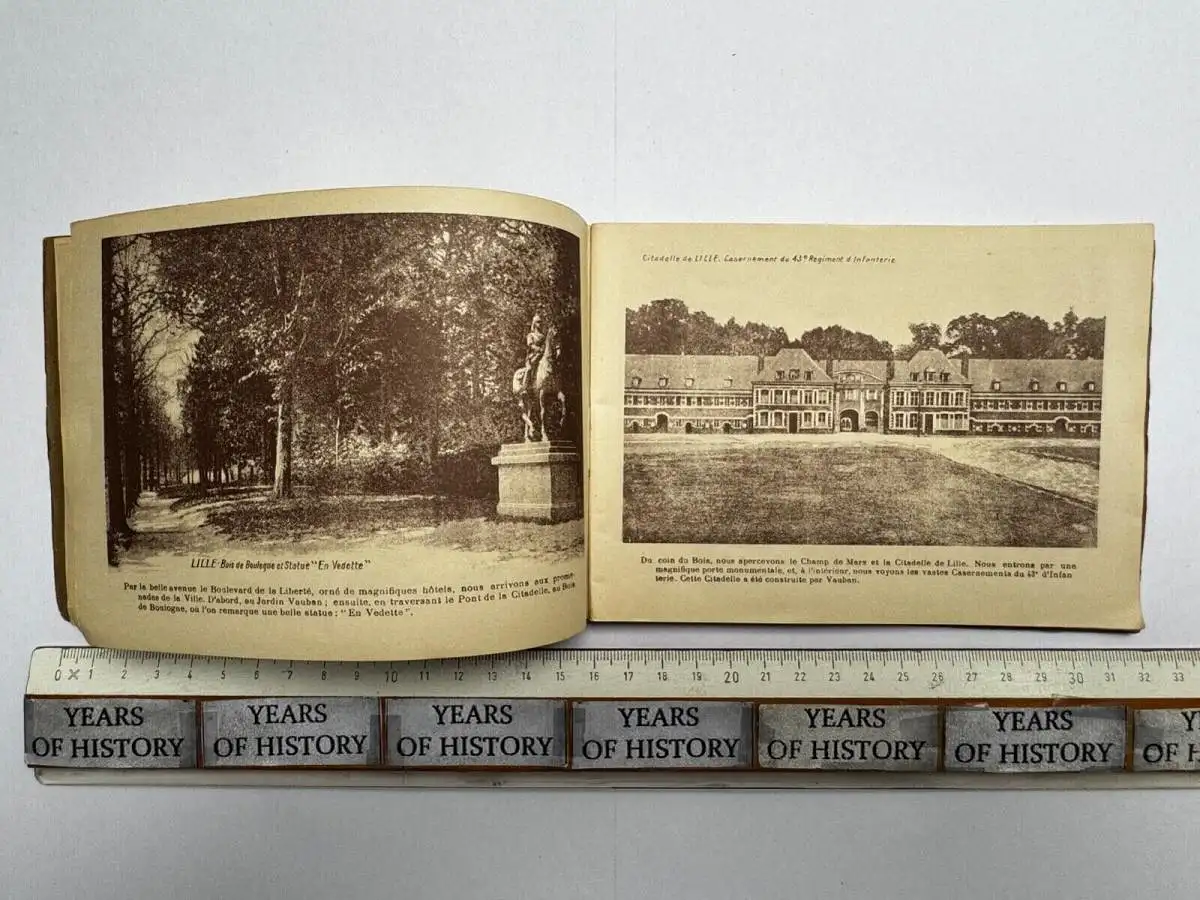 LILLE - Bois de Boulogne et Statue "En Vedette"
Par la belle avenue le Boulevard de la Liberté, orné de magnifiques hôtels, nous arrivons aux prome-
nades de la Ville. D'abord, au Jardin Vauban ; ensuite, en traversant le Pont de la Citadelle, au Bois
de Boulogne, où l'on remarque une belle statue : "En Vedette".
Citadelle de LILLE. Casernement du 43e Régiment d'Infanterie
Du coin du Bois, nous apercevons le Champ de Mars et la Citadelle de Lille. Nous entrons par une
magnifique porte monumentale, et, à l'intérieur, nous voyons les vastes Casernements du 43e d'Infan
terie. Cette Citadelle a été construite par Vauban.
0 1 2 3 4 5 6 7 8 9 10 11 12 13 14 15 16 17 18 19 20 21 22 23 24 25 26 27 28 29 30 31 32 33
YEARS OF HISTORY
YEARS OF HISTORY
YEARS OF HISTORY
YEARS OF HISTORY
YEARS OF HISTORY
YEARS OF HISTORY
Y
OF H